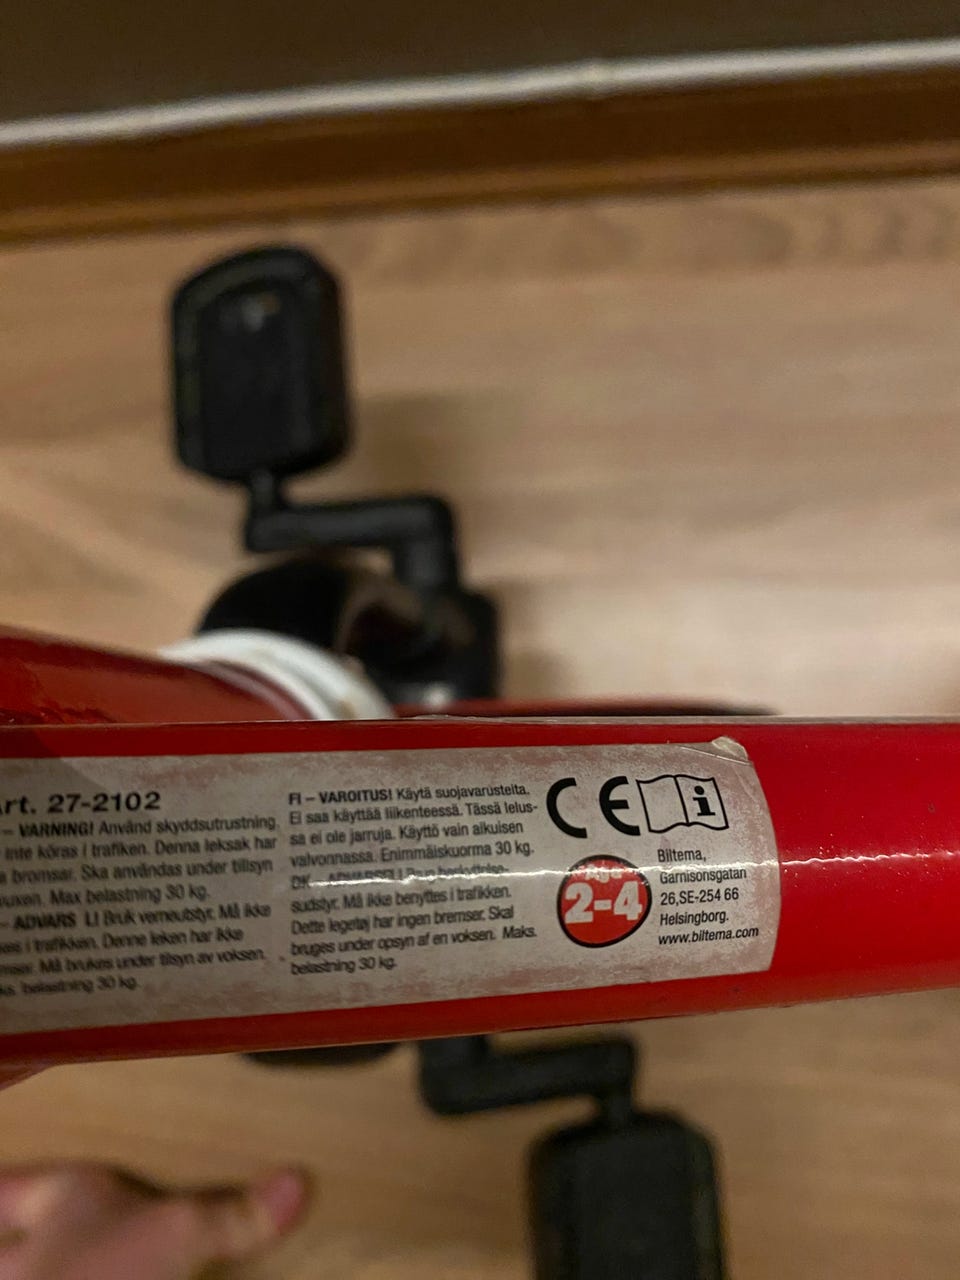 Art. 27-2102
– VARNING! Använd skyddsutrustning.
inte köras i trafiken. Denna leksak har
bromsar. Ska användas under tillsyn
vuxen. Max belastning 30 kg.
– ADVARS L! Bruk verneutstyr. Må ikke
i trafikken. Denne leken har ikke
Må brukes under tilsyn av voksen.
belastning 30 kg.
FI – VAROITUS! Käytä suojavarusteita.
Ei saa käyttää liikenteessä. Tässä lelus-
sa ei ole jarruja. Käyttö vain aikuisen
valvonnassa. Enimmäiskuorma 30 kg.
DK – ADVARSEL!
sudstyr. Må ikke benyttes i trafikken.
Dette legetøj har ingen bremser. Skal
bruges under opsyn af en voksen. Maks.
belastning 30 kg.
CE i
Age
2-4
Biltema,
Garnisonsgatan
26,SE-254 66
Helsingborg.
www.biltema.com